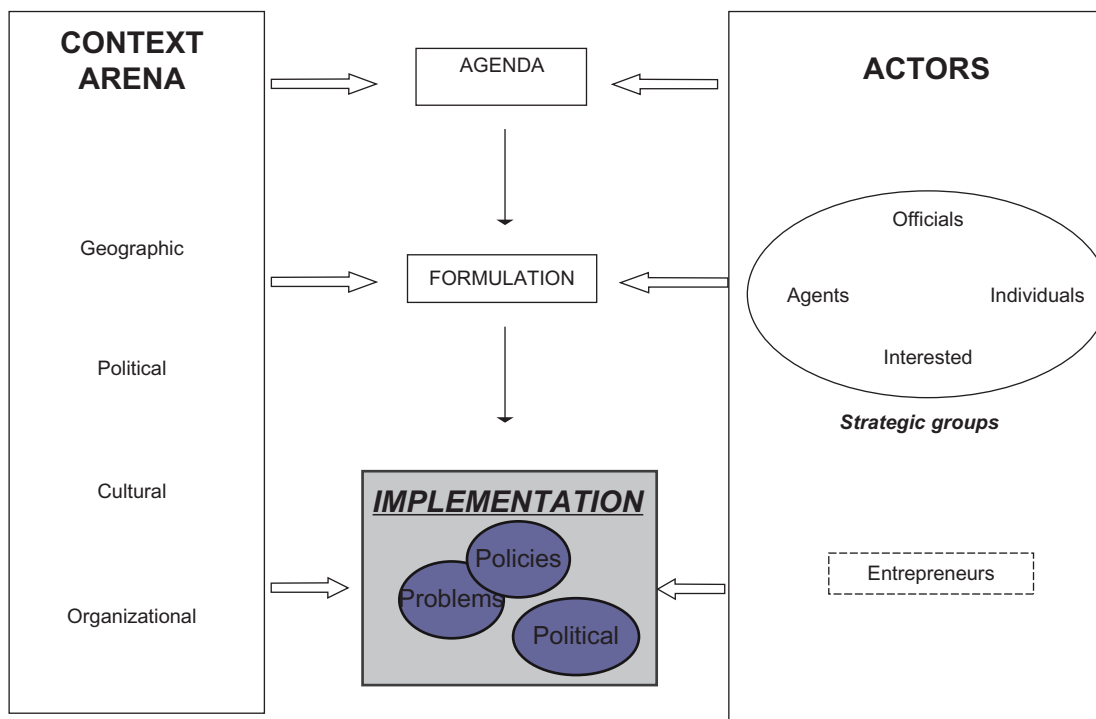 CONTEXT
ARENA
Geographic
Political
Cultural
Organizational
AGENDA
FORMULATION
IMPLEMENTATION
Policies
Problems
Political
ACTORS
Officials
Agents
Individuals
Interested
Strategic groups
Entrepreneurs